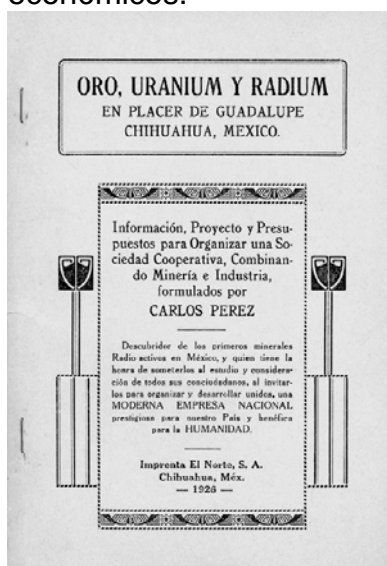 económicos.
ORO, URANIUM Y RADIUM
EN PLACER DE GUADALUPE
CHIHUAHUA, MEXICO.
Información, Proyecto y Presu-
puestos para Organizar una So-
ciedad Cooperativa, Combinan-
do Minería e Industria,
formulados por
CARLOS PEREZ
Descubridor de los primeros minerales
Radio-activos en México, y quien tiene la
honra de someterlos al estudio y considera-
ción de todos sus conciudadanos, al invitar-
los para organizar y desarrollar unidos, una
MODERNA EMPRESA NACIONAL
prestigiosa para nuestro País y benéfica
para la HUMANIDAD.
Imprenta El Norte, S. A.
Chihuahua, Méx.
— 1926 —